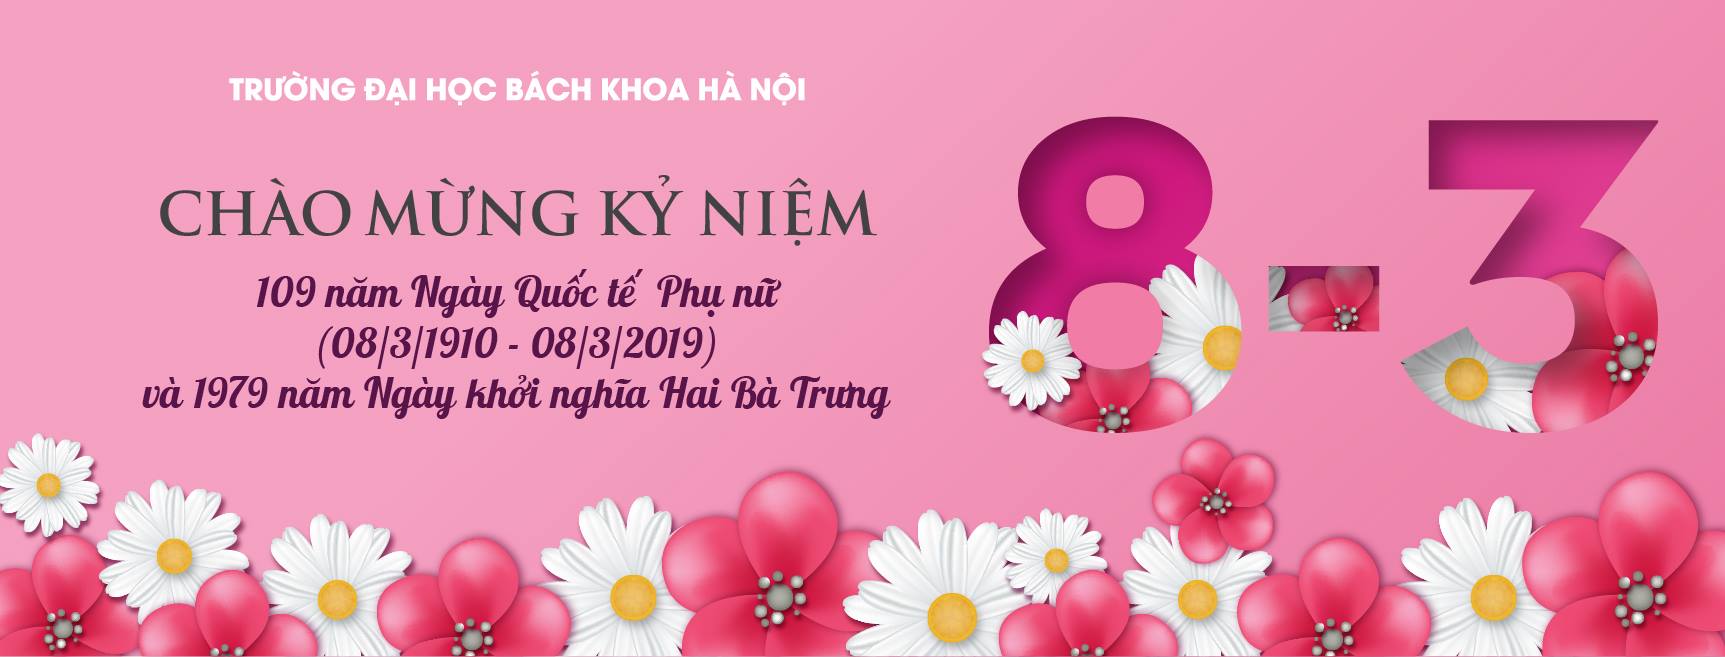 TRƯỜNG ĐẠI HỌC BÁCH KHOA HÀ NỘI
CHÀO MỪNG KỶ NIỆM
109 năm Ngày Quốc tế Phụ nữ
(08/3/1910 - 08/3/2019)
và 1979 năm Ngày khởi nghĩa Hai Bà Trưng
8-3